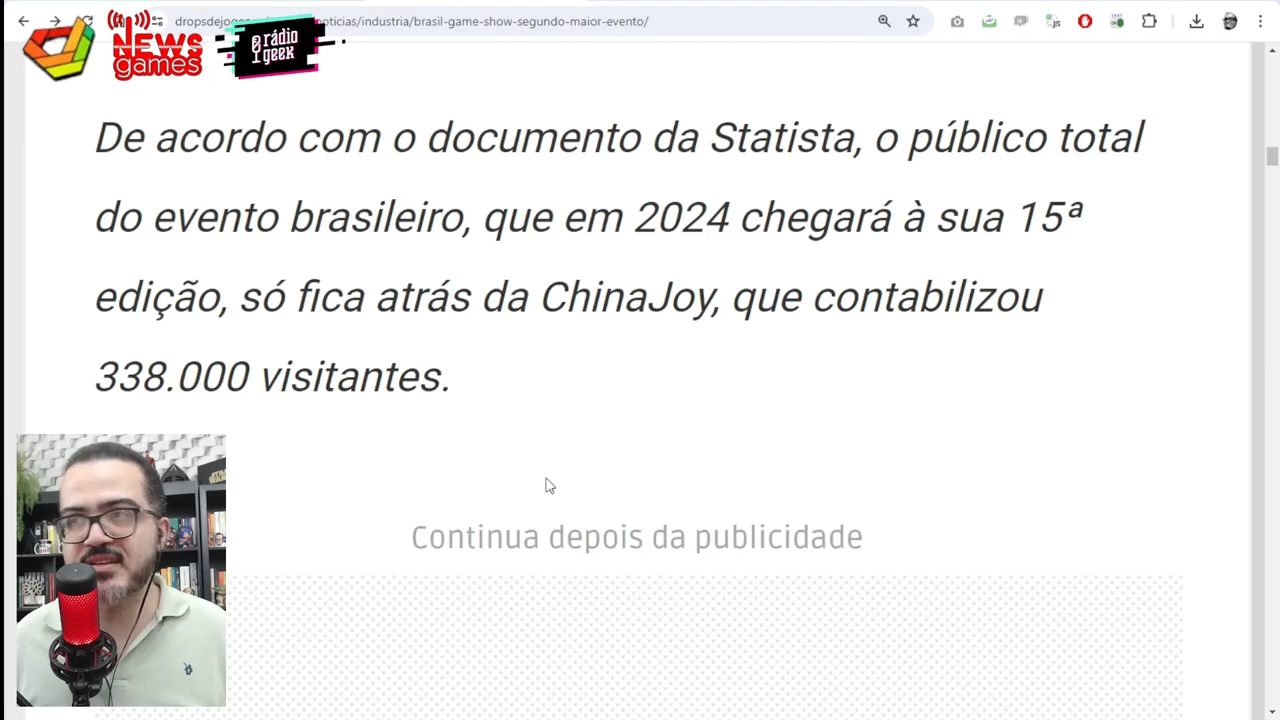 dropsdejogos
noticias/industria/brasil-game-show-segundo-maior-evento/
NEWS
games
rádio
geek
De acordo com o documento da Statista, o público total
do evento brasileiro, que em 2024 chegará à sua 15ª
edição, só fica atrás da ChinaJoy, que contabilizou
338.000 visitantes.
Continua depois da publicidade